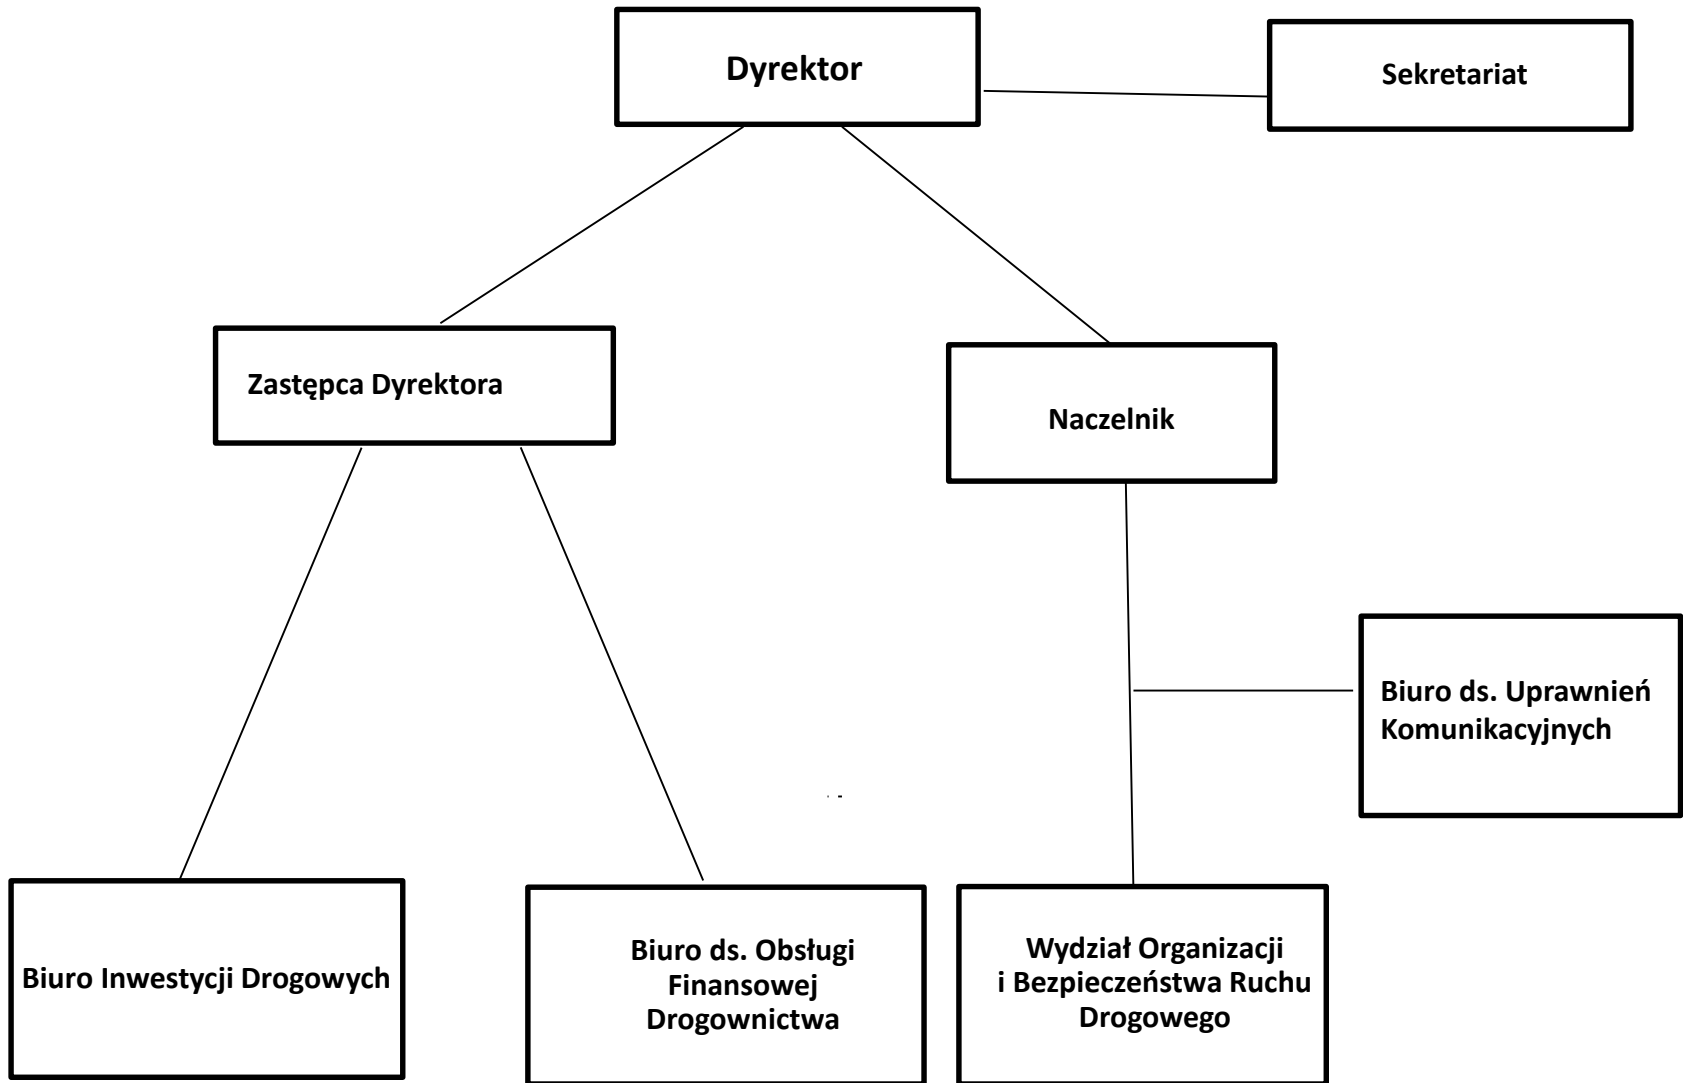 Dyrektor
Sekretariat
Zastępca Dyrektora
Naczelnik
Biuro ds. Uprawnień
Komunikacyjnych
Biuro Inwestycji Drogowych
Biuro ds. Obsługi
Finansowej
Drogownictwa
Wydział Organizacji
i Bezpieczeństwa Ruchu
Drogowego